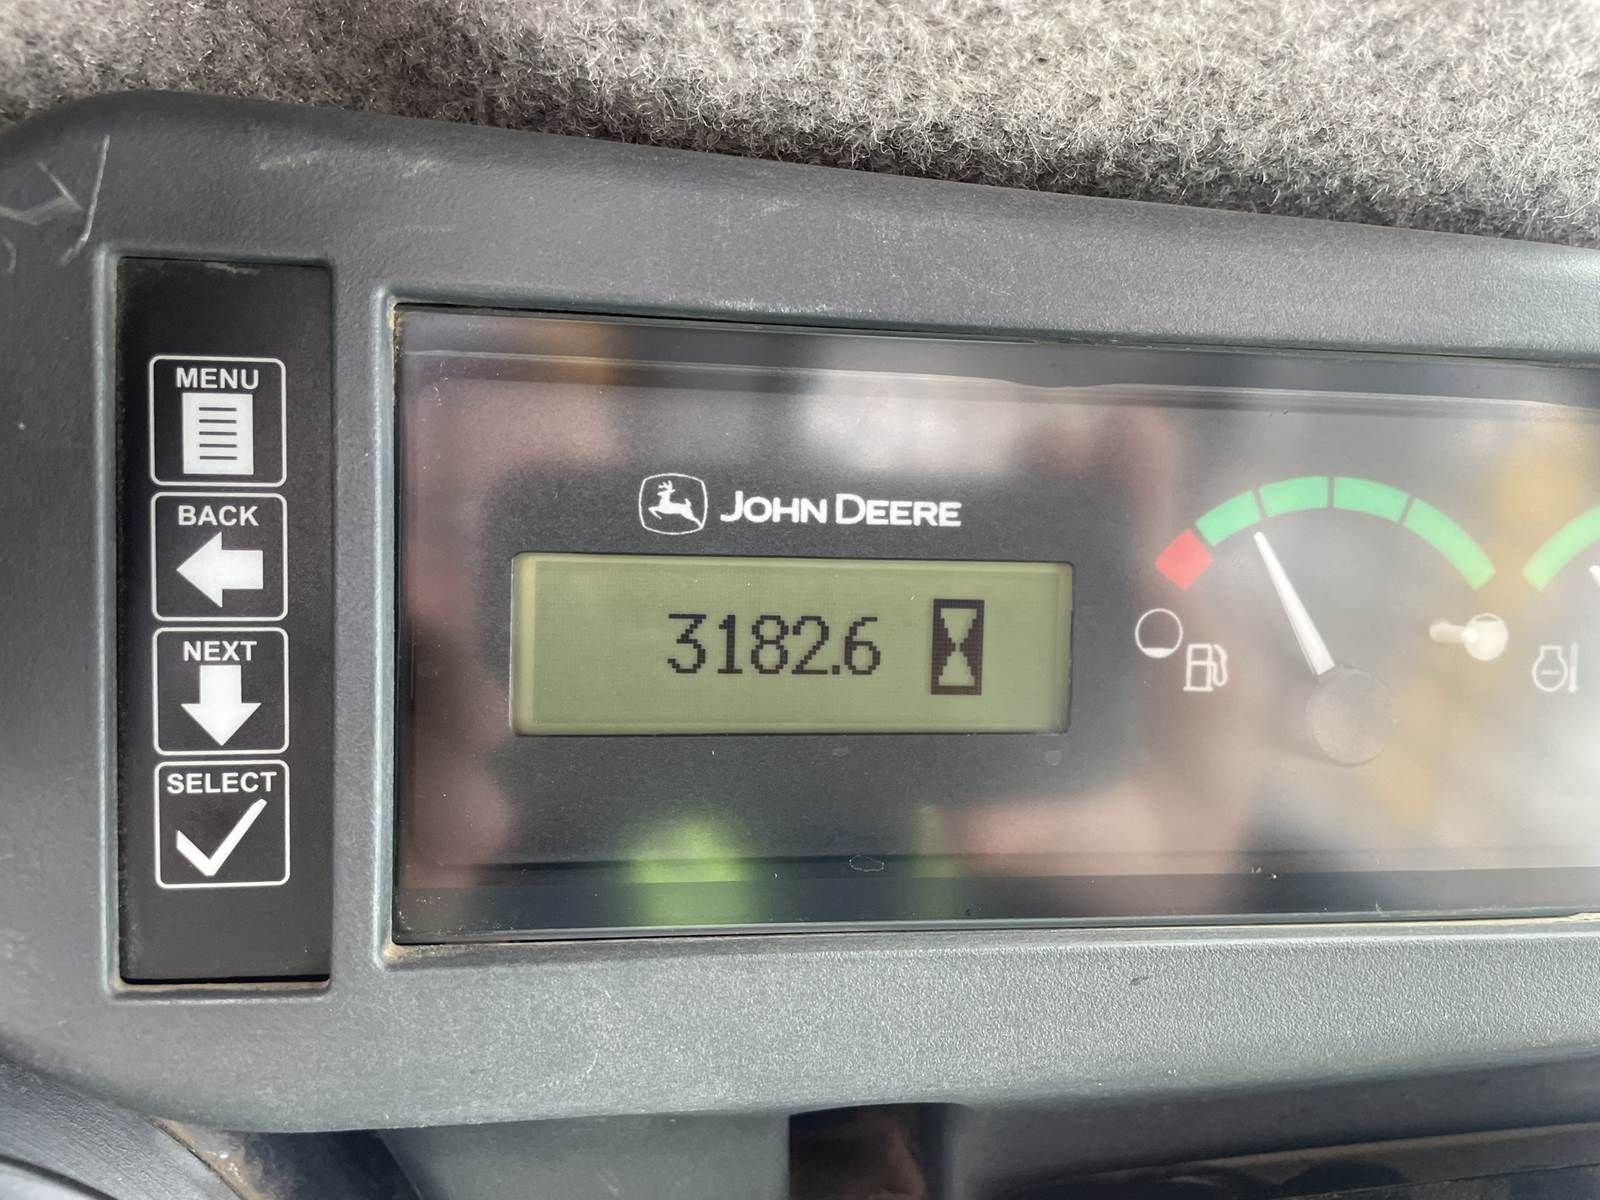 MENU
BACK
NEXT
SELECT
JOHN DEERE
3182.6